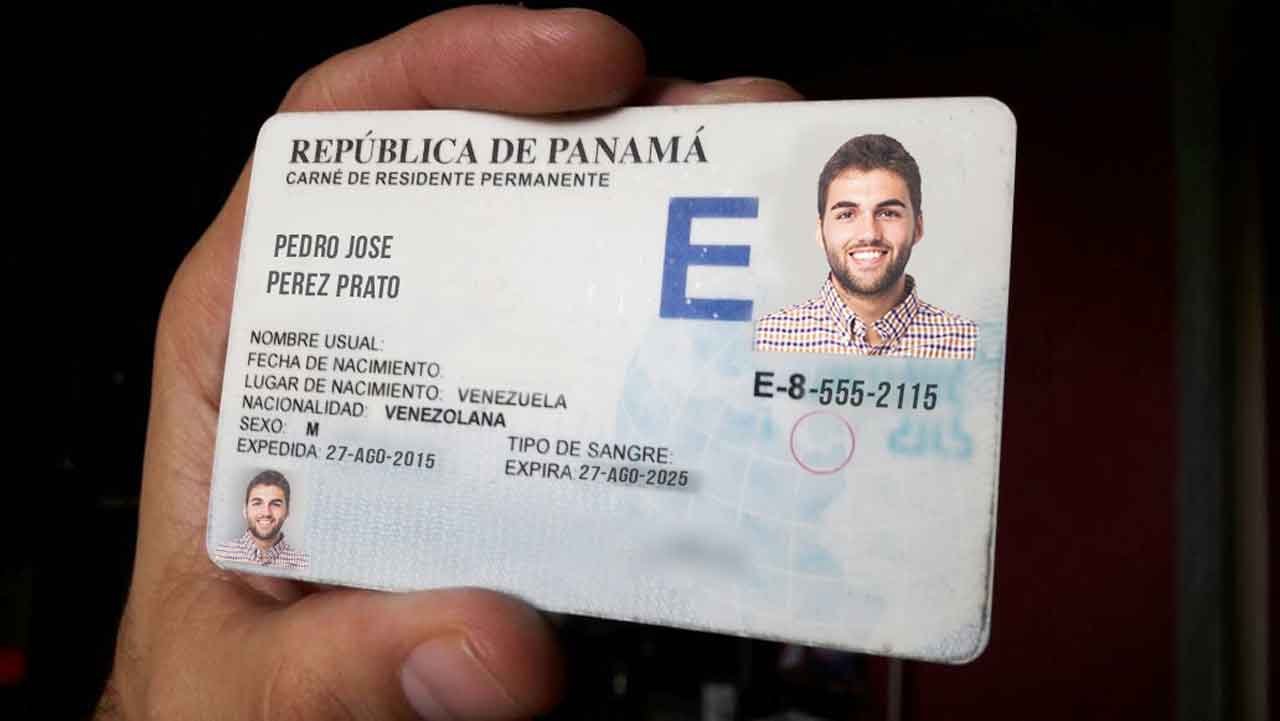 REPÚBLICA DE PANAMÁ
CARNÉ DE RESIDENTE PERMANENTE
E
PEDRO JOSE
PEREZ PRATO
NOMBRE USUAL:
FECHA DE NACIMIENTO:
LUGAR DE NACIMIENTO: VENEZUELA
NACIONALIDAD: VENEZOLANA
SEXO: M
TIPO DE SANGRE:
EXPEDIDA: 27-AGO-2015
EXPIRA 27-AGO-2025
E-8-555-2115